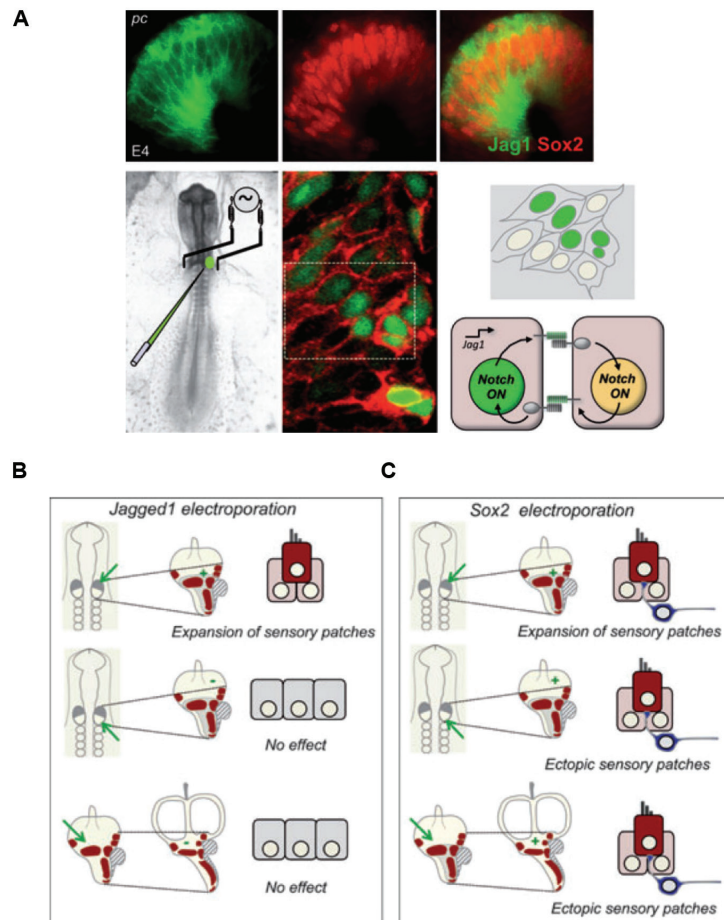 A
pc
E4
Jag1 Sox2
Jag1
Notch
ON
Notch
ON
B
Jagged1 electroporation
Expansion of sensory patches
No effect
No effect
C
Sox2 electroporation
Expansion of sensory patches
Ectopic sensory patches
Ectopic sensory patches